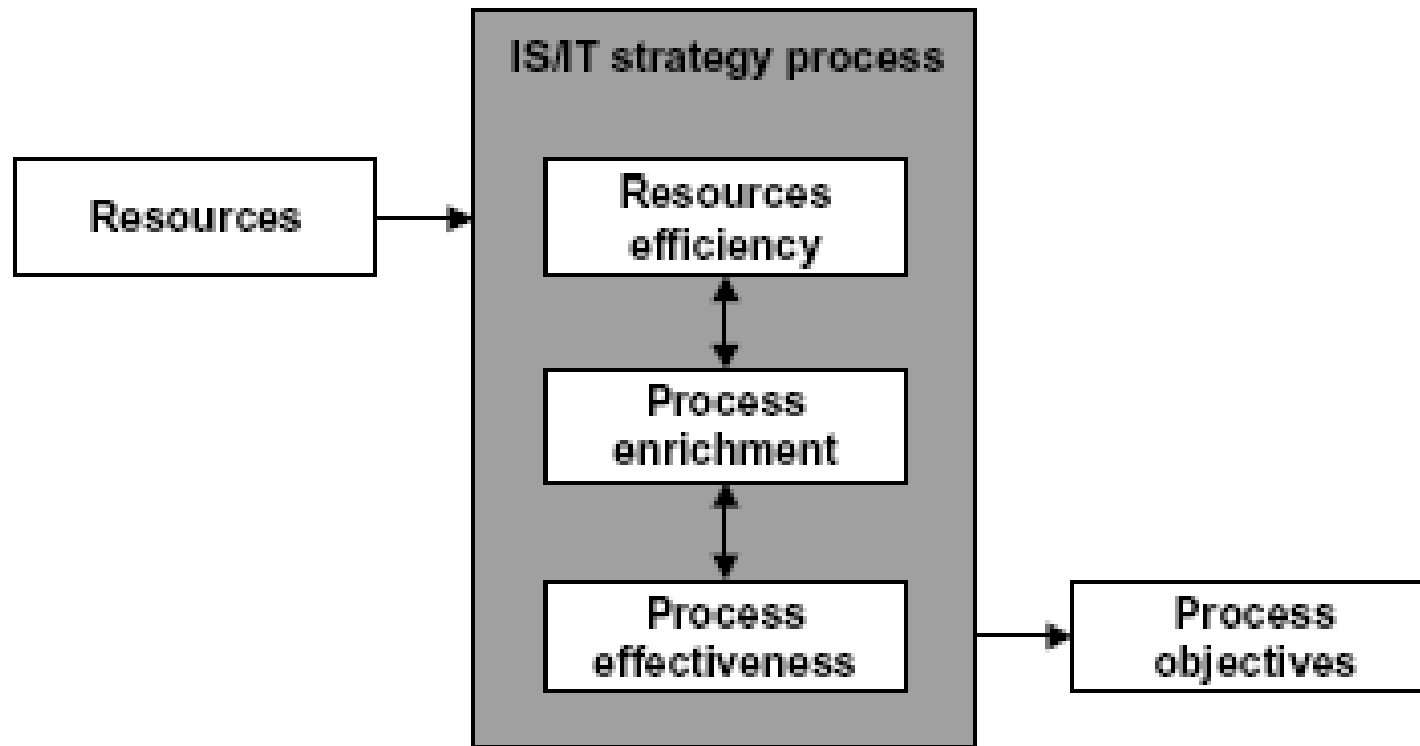 IS/IT strategy process
Resources
Resources
efficiency
Process
enrichment
Process
effectiveness
Process
objectives